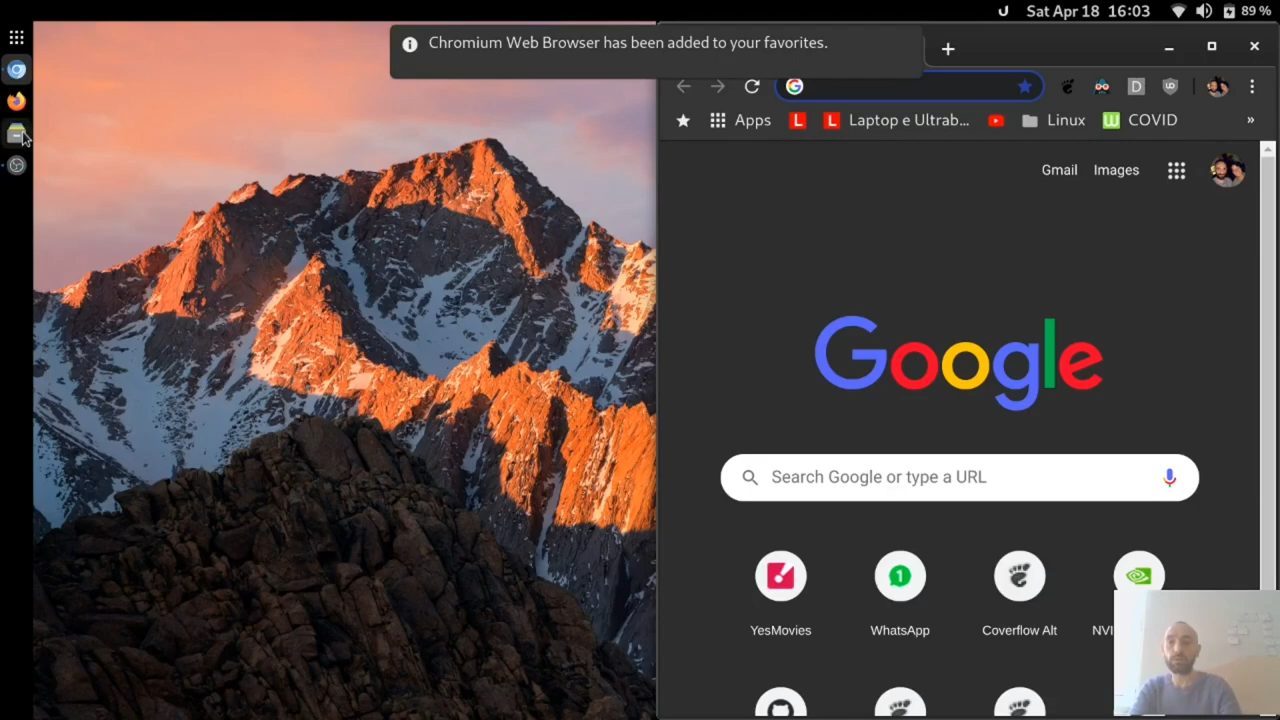 Sat Apr 18 16:03
89 %
Chromium Web Browser has been added to your favorites.
Apps
L
L
Laptop e Ultrab...
Linux
W
COVID
»
Gmail
Images
Google
Search Google or type a URL
YesMovies
WhatsApp
Coverflow Alt
NVI